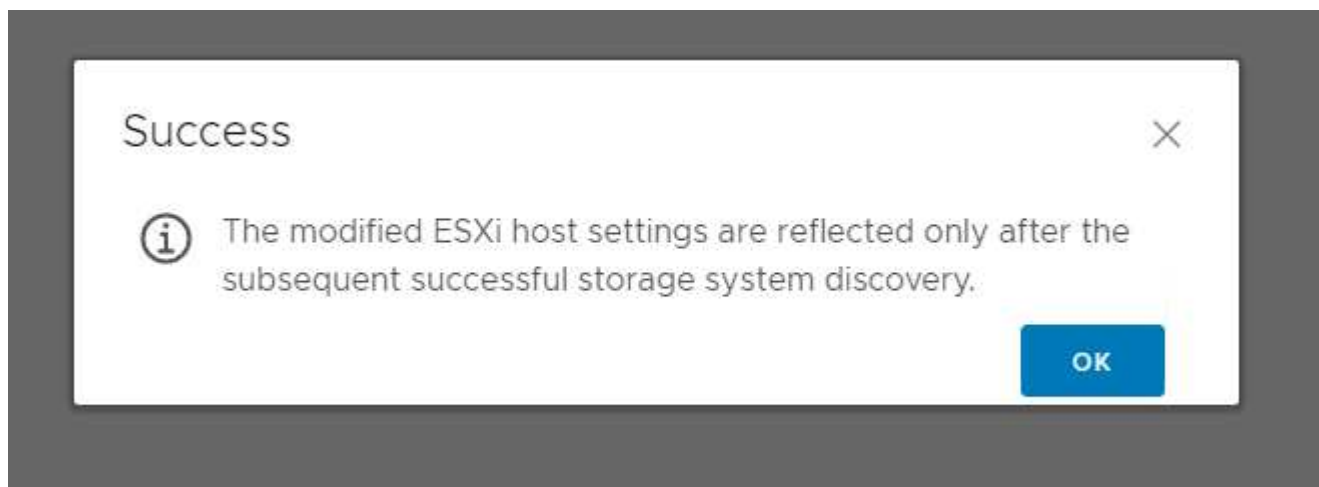 Success
The modified ESXi host settings are reflected only after the
subsequent successful storage system discovery.
OK